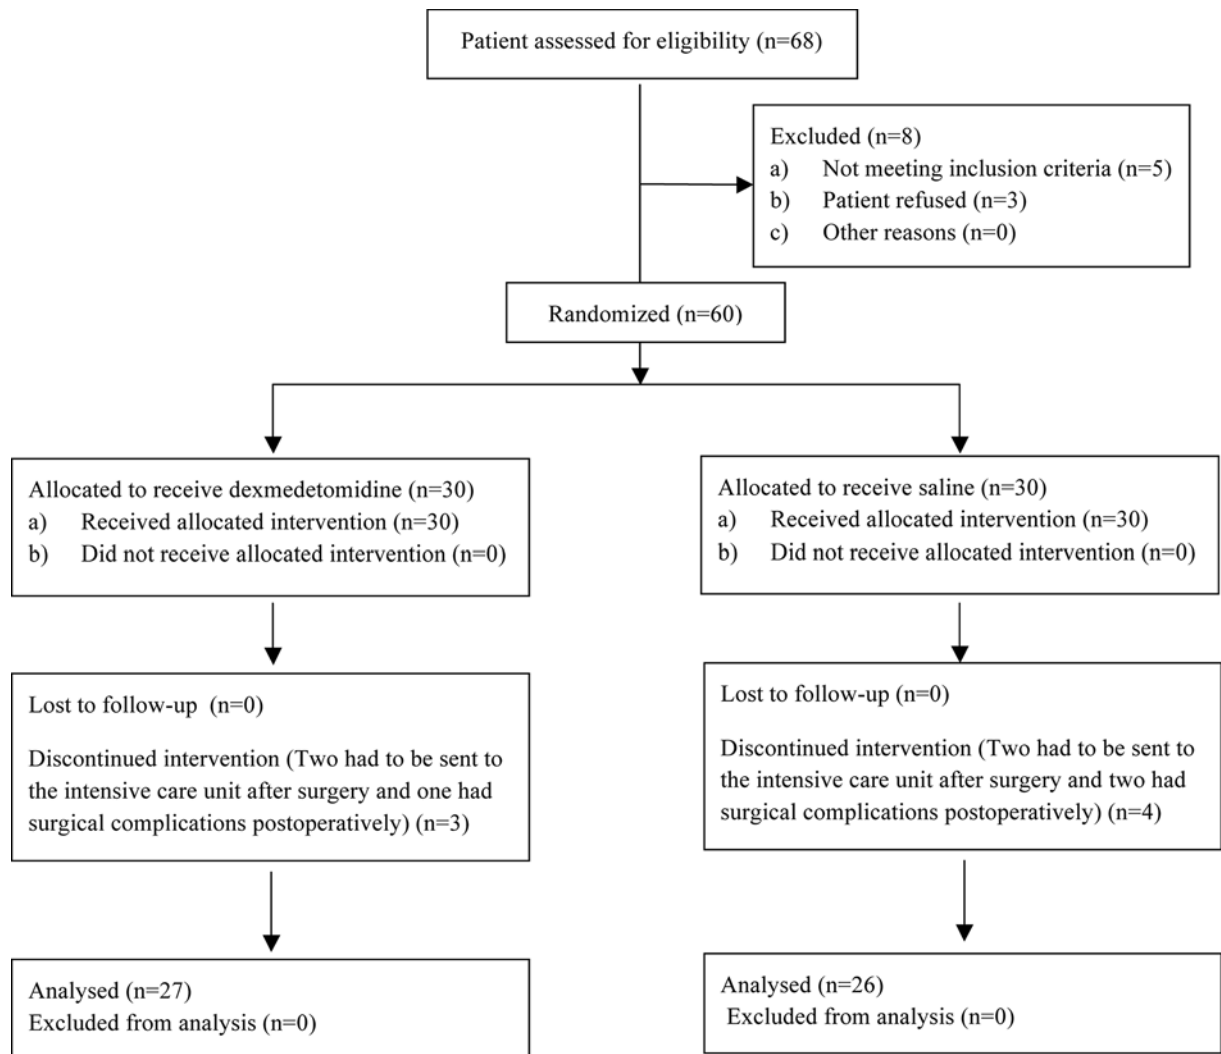 Patient assessed for eligibility (n=68)
Excluded (n=8)
a) Not meeting inclusion criteria (n=5)
b) Patient refused (n=3)
c) Other reasons (n=0)
Randomized (n=60)
Allocated to receive dexmedetomidine (n=30)
a) Received allocated intervention (n=30)
b) Did not receive allocated intervention (n=0)
Allocated to receive saline (n=30)
a) Received allocated intervention (n=30)
b) Did not receive allocated intervention (n=0)
Lost to follow-up (n=0)
Discontinued intervention (Two had to be sent to
the intensive care unit after surgery and one had
surgical complications postoperatively) (n=3)
Lost to follow-up (n=0)
Discontinued intervention (Two had to be sent to
the intensive care unit after surgery and two had
surgical complications postoperatively) (n=4)
Analysed (n=27)
Excluded from analysis (n=0)
Analysed (n=26)
Excluded from analysis (n=0)